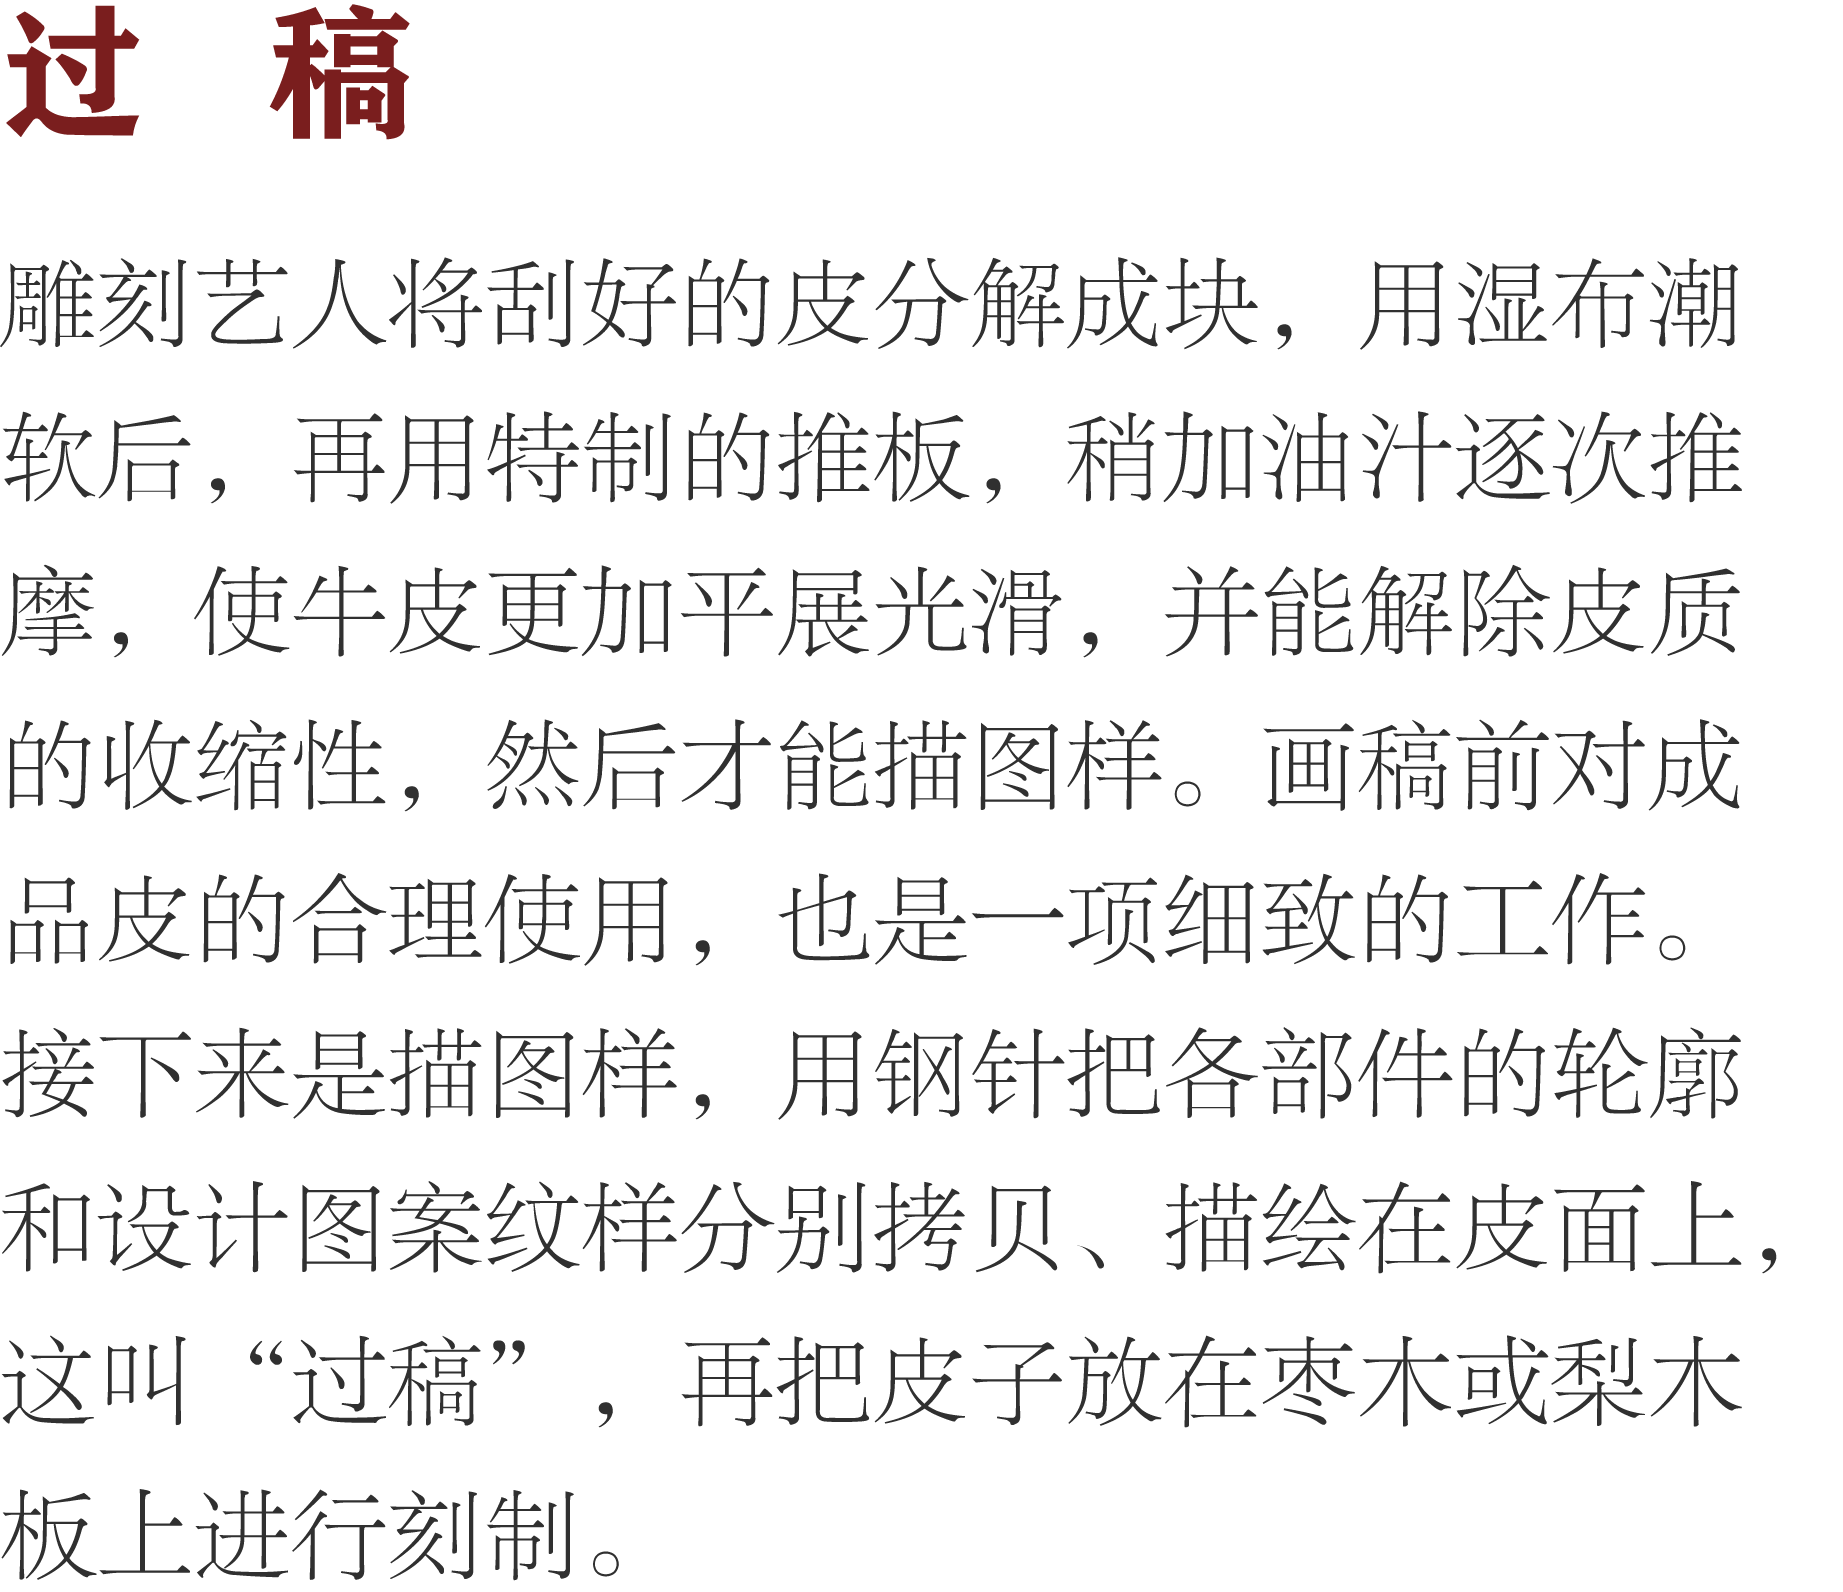 过 稿
雕刻艺人将刮好的皮分解成块，用湿布潮
软后，再用特制的推板，稍加油汁逐次推
摩，使牛皮更加平展光滑，并能解除皮质
的收缩性，然后才能描图样。画稿前对成
品皮的合理使用，也是一项细致的工作。
接下来是描图样，用钢针把各部件的轮廓
和设计图案纹样分别拷贝、描绘在皮面上，
这叫“过稿”，再把皮子放在枣木或梨木
板上进行刻制。